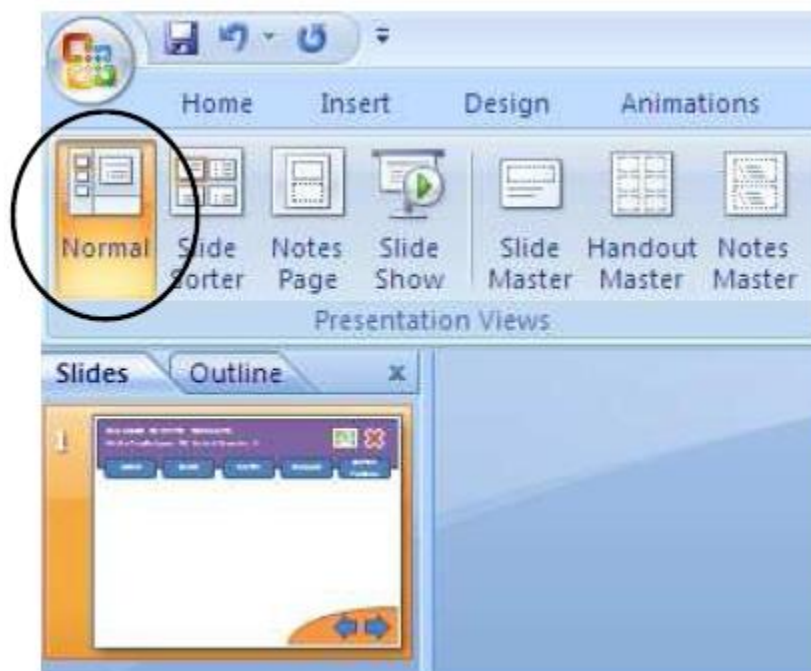 Home Insert Design Animations
Normal Slide Sorter Notes Page Slide Show Slide Master Handout Master Notes Master
Presentation Views
Slides Outline
1